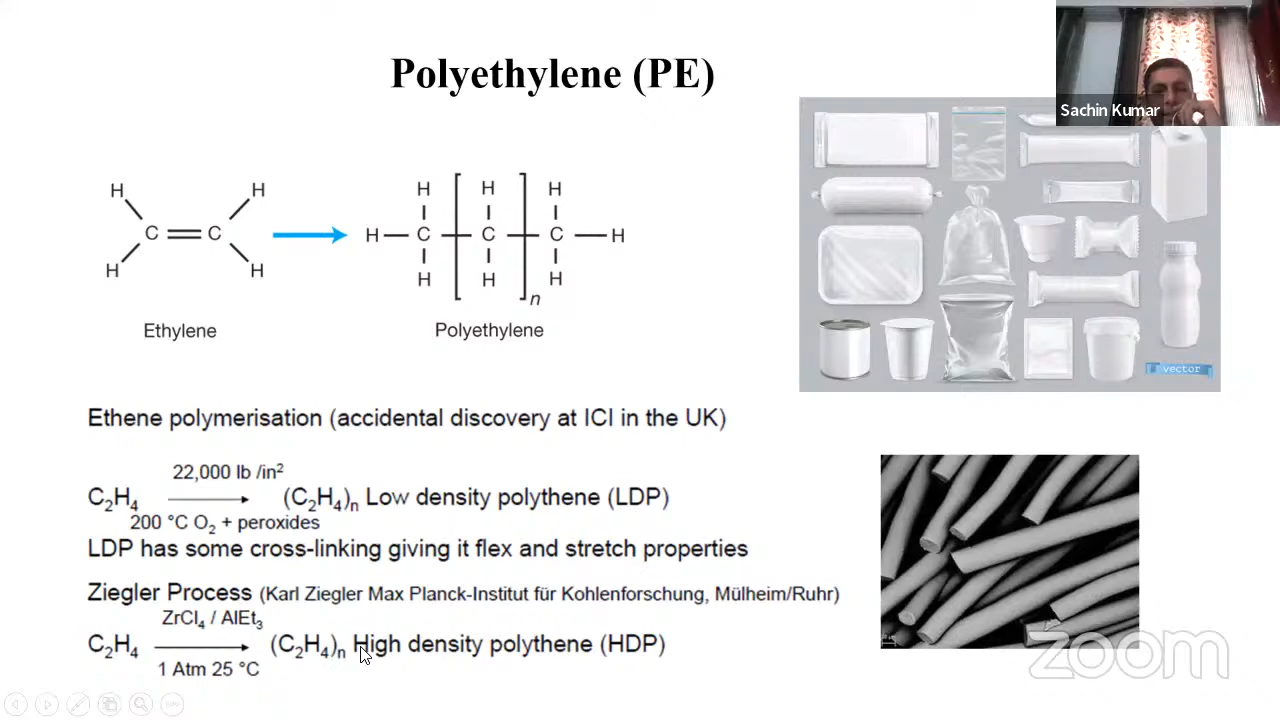 Polyethylene (PE)
Sachin Kumar
H H
C C
H H
Ethylene
H H H
H C C C H
H H H
n
Polyethylene
vector
Ethene polymerisation (accidental discovery at ICI in the UK)
22,000 lb /in²
C₂H₄ (C₂H₄)ₙ Low density polythene (LDP)
200 °C O₂ + peroxides
LDP has some cross-linking giving it flex and stretch properties
Ziegler Process (Karl Ziegler Max Planck-Institut für Kohlenforschung, Mülheim/Ruhr)
ZrCl₄ / AlEt₃
C₂H₄ (C₂H₄)ₙ High density polythene (HDP)
1 Atm 25 °C
zoom